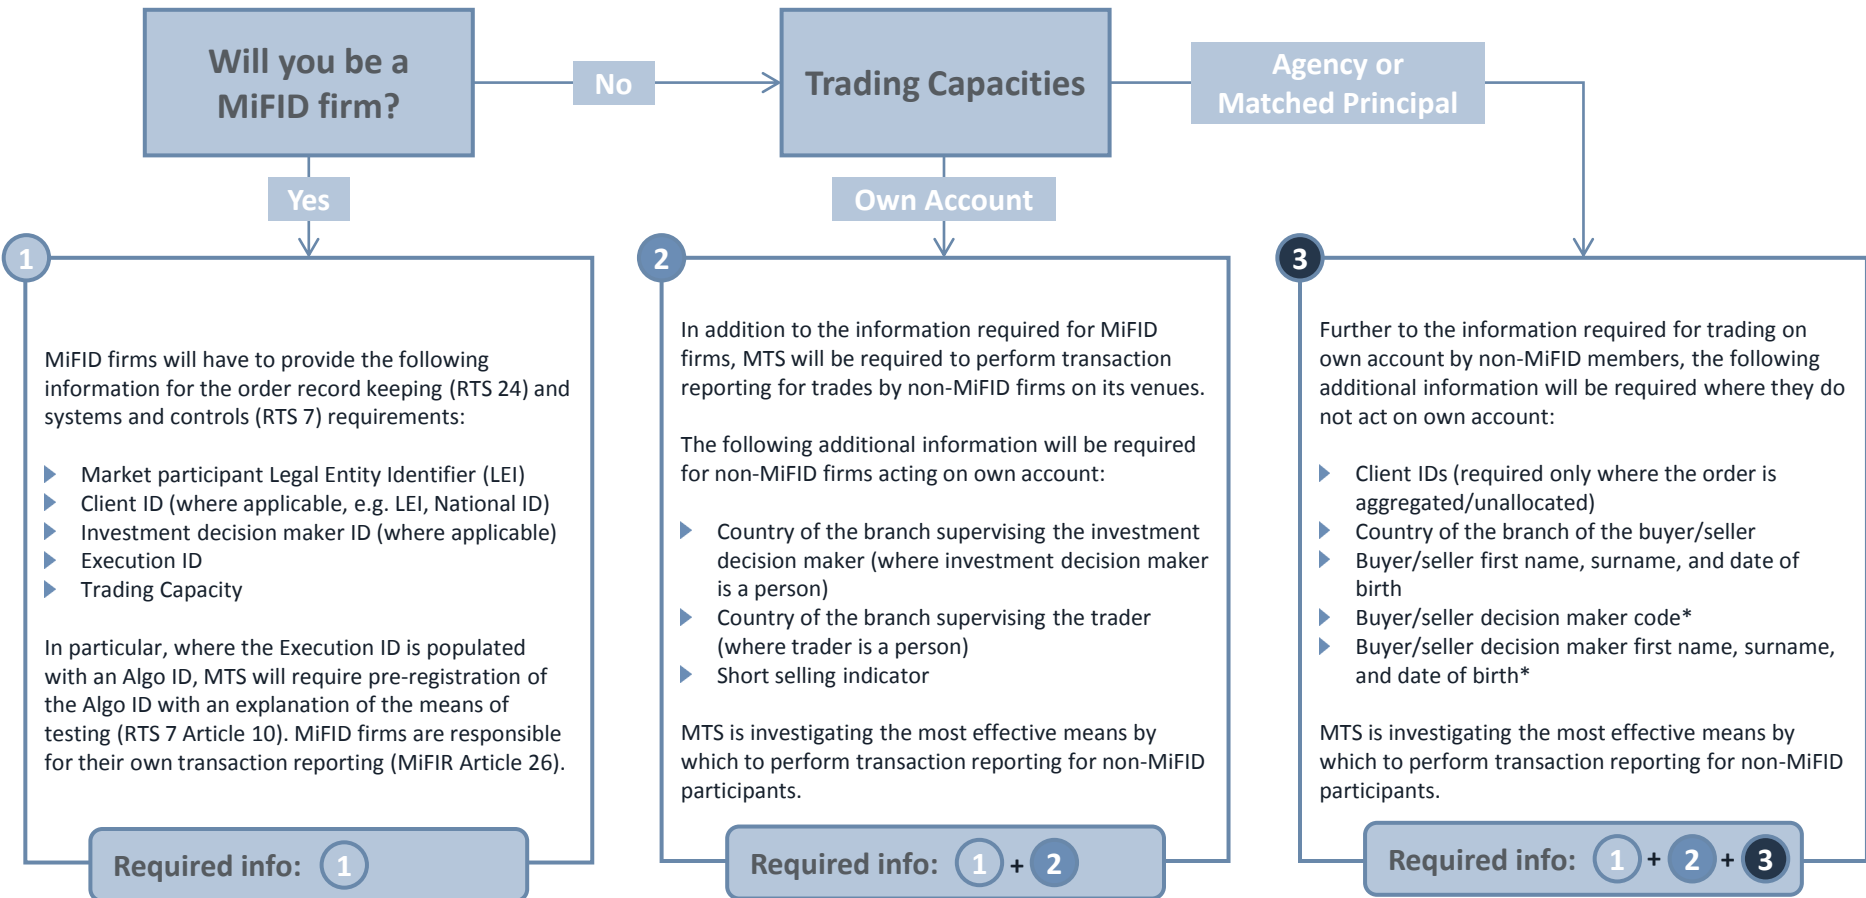 Will you be a
MiFID firm?
No
Trading Capacities
Agency or
Matched Principal
Yes
Own Account
1
MiFID firms will have to provide the following
information for the order record keeping (RTS 24) and
systems and controls (RTS 7) requirements:
Market participant Legal Entity Identifier (LEI)
Client ID (where applicable, e.g. LEI, National ID)
Investment decision maker ID (where applicable)
Execution ID
Trading Capacity
In particular, where the Execution ID is populated
with an Algo ID, MTS will require pre-registration of
the Algo ID with an explanation of the means of
testing (RTS 7 Article 10). MiFID firms are responsible
for their own transaction reporting (MiFIR Article 26).
Required info: 1
2
In addition to the information required for MiFID
firms, MTS will be required to perform transaction
reporting for trades by non-MiFID firms on its venues.
The following additional information will be required
for non-MiFID firms acting on own account:
Country of the branch supervising the investment
decision maker (where investment decision maker
is a person)
Country of the branch supervising the trader
(where trader is a person)
Short selling indicator
MTS is investigating the most effective means by
which to perform transaction reporting for non-MiFID
participants.
Required info: 1 + 2
3
Further to the information required for trading on
own account by non-MiFID members, the following
additional information will be required where they do
not act on own account:
Client IDs (required only where the order is
aggregated/unallocated)
Country of the branch of the buyer/seller
Buyer/seller first name, surname, and date of
birth
Buyer/seller decision maker code*
Buyer/seller decision maker first name, surname,
and date of birth*
MTS is investigating the most effective means by
which to perform transaction reporting for non-MiFID
participants.
Required info: 1 + 2 + 3